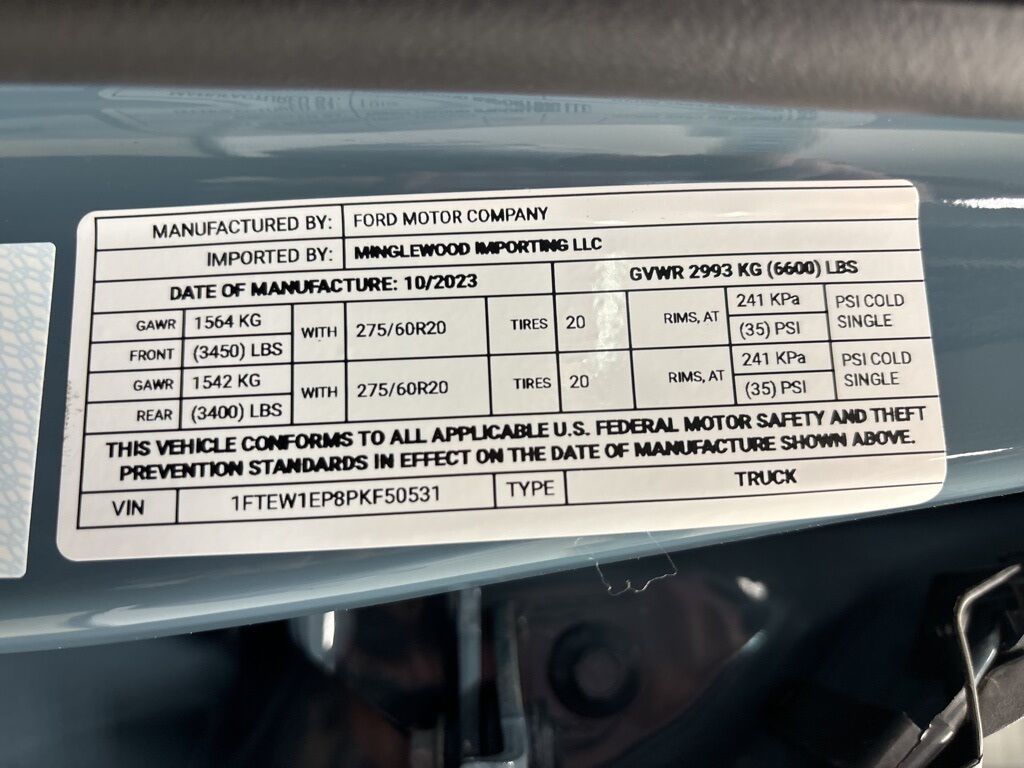 MANUFACTURED BY: FORD MOTOR COMPANY
IMPORTED BY: MINGLEWOOD IMPORTING LLC
DATE OF MANUFACTURE: 10/2023 GVWR 2993 KG (6600) LBS
GAWR FRONT 1564 KG (3450) LBS WITH 275/60R20 TIRES 20 RIMS, AT 241 KPa (35) PSI PSI COLD SINGLE
GAWR REAR 1542 KG (3400) LBS WITH 275/60R20 TIRES 20 RIMS, AT 241 KPa (35) PSI PSI COLD SINGLE
THIS VEHICLE CONFORMS TO ALL APPLICABLE U.S. FEDERAL MOTOR SAFETY AND THEFT
PREVENTION STANDARDS IN EFFECT ON THE DATE OF MANUFACTURE SHOWN ABOVE.
VIN 1FTEW1EP8PKF50531 TYPE TRUCK